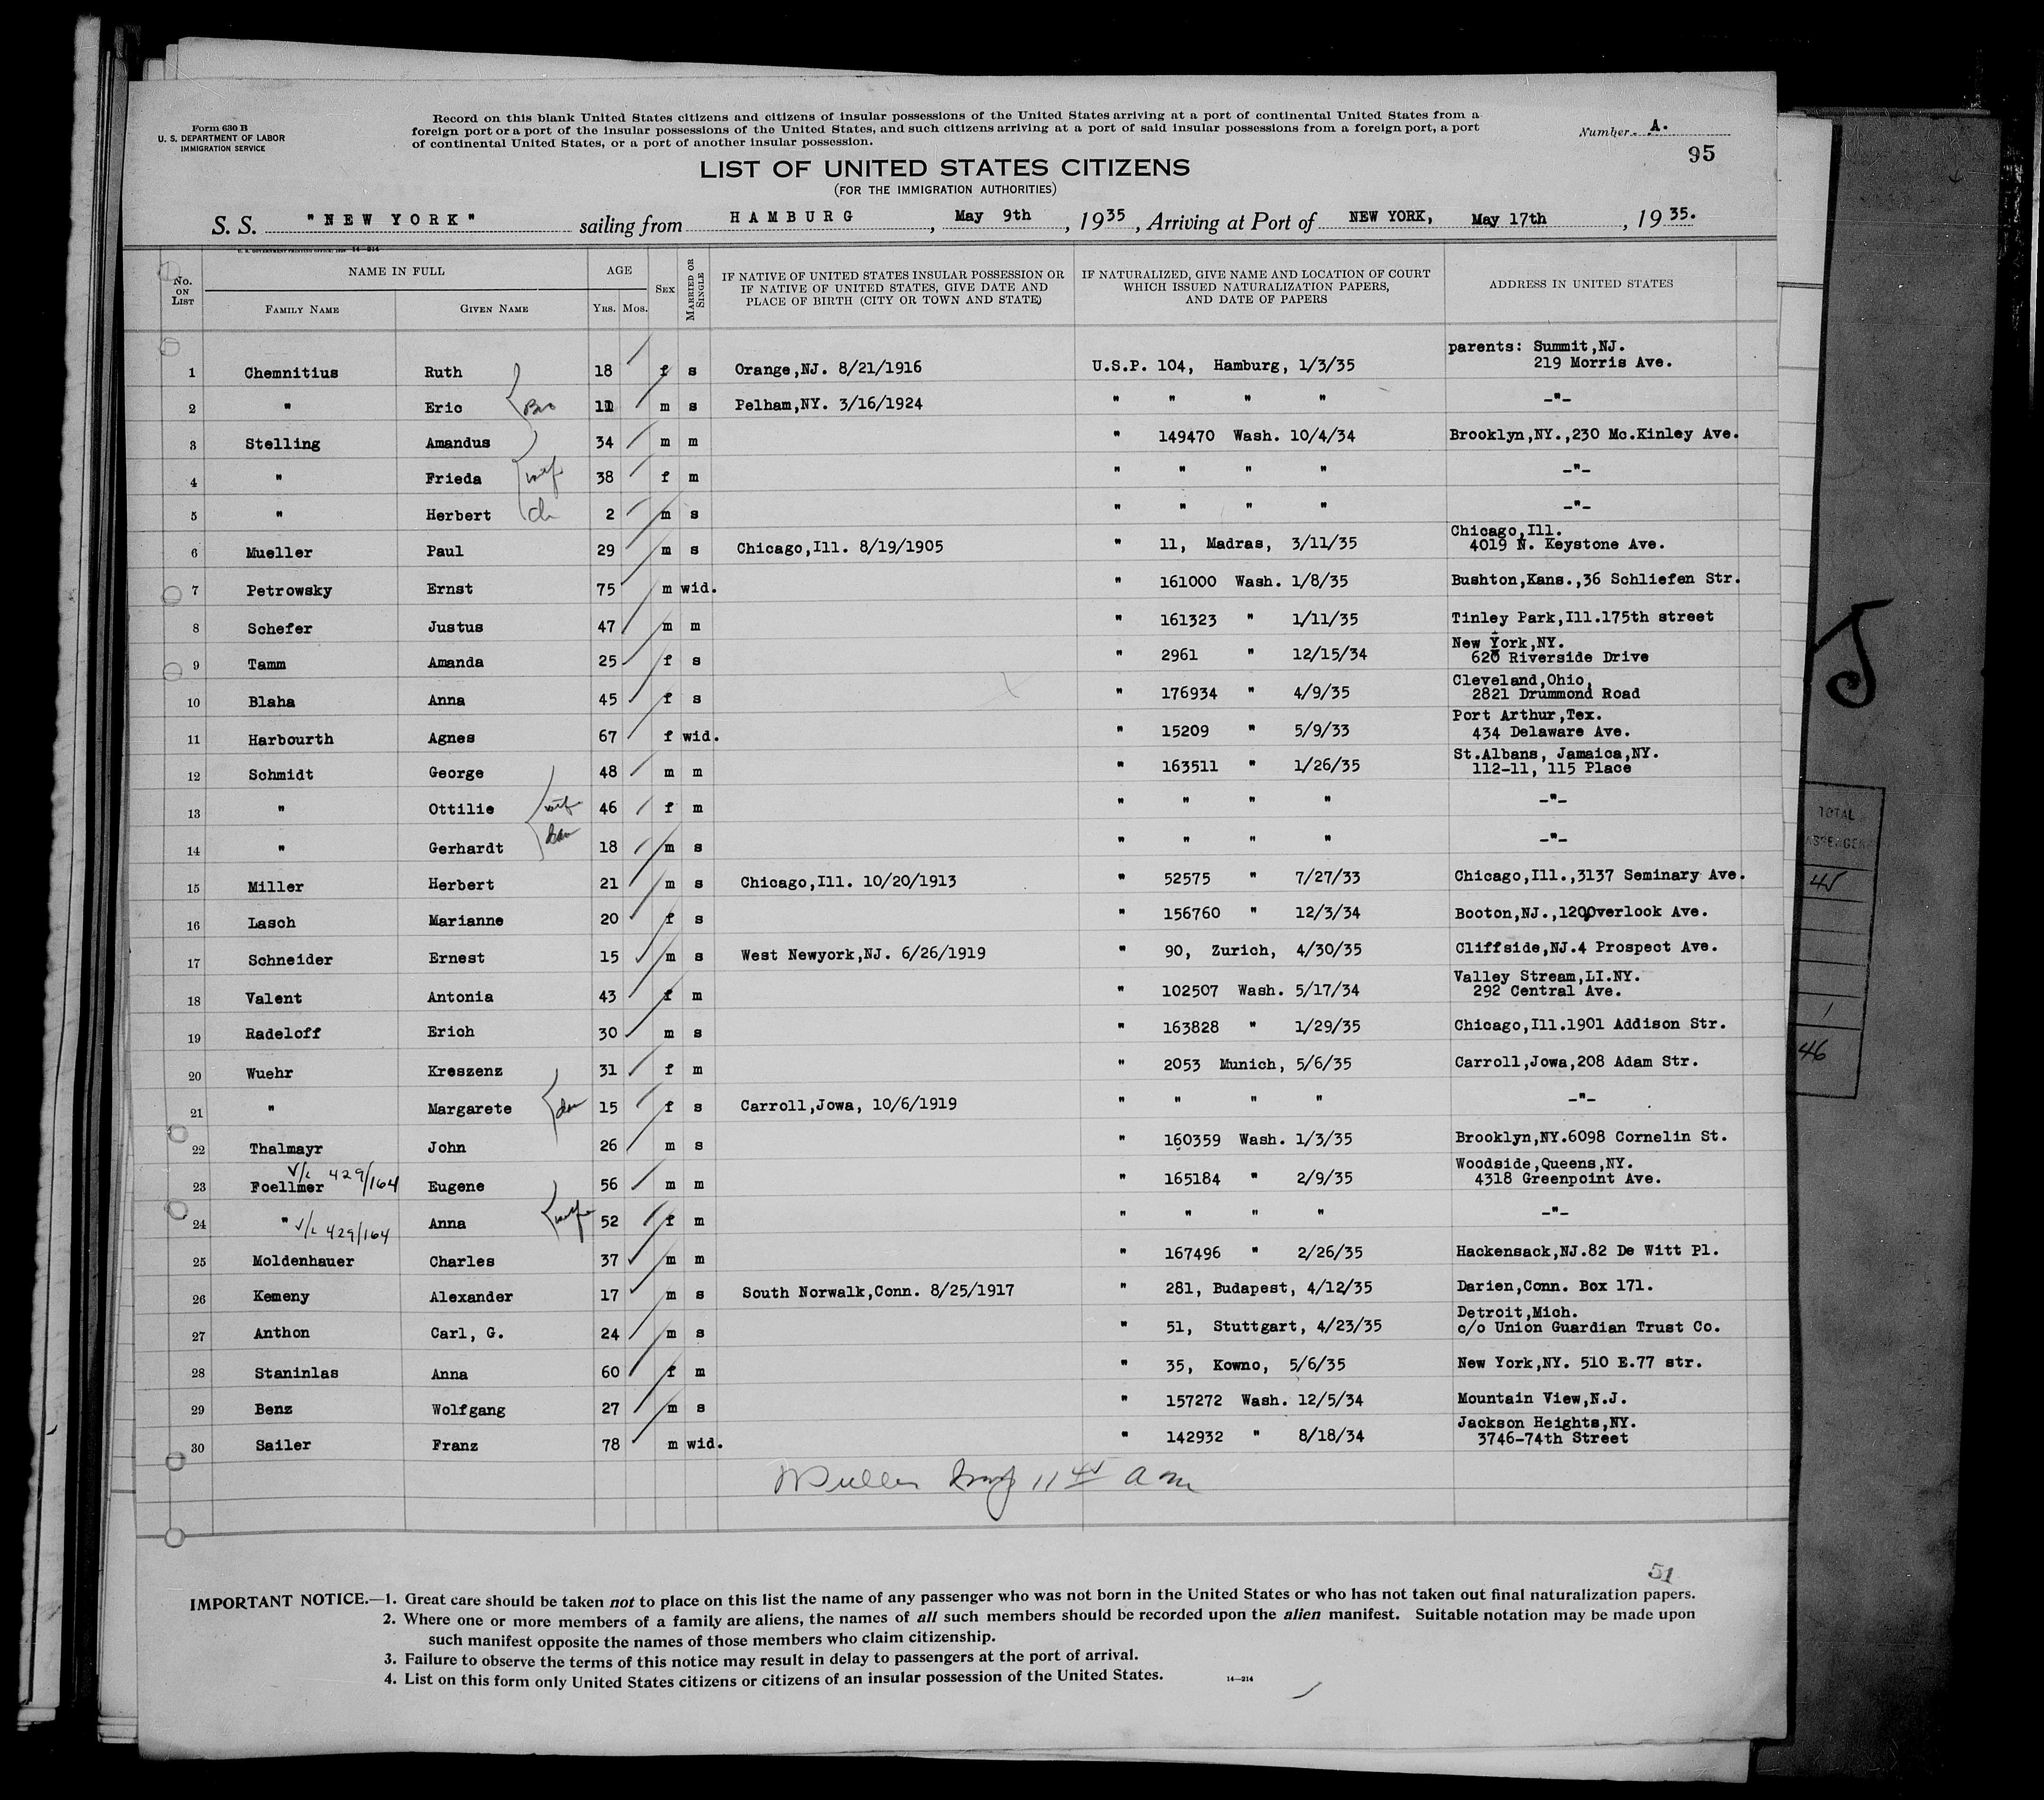 Form 630 B
U. S. DEPARTMENT OF LABOR
IMMIGRATION SERVICE
Record on this blank United States citizens and citizens of insular possessions of the United States arriving at a port of continental United States from a
foreign port or a port of the insular possessions of the United States, and such citizens arriving at a port of said insular possessions from a foreign port, a port
of continental United States, or a port of another insular possession.
Number A.
95
LIST OF UNITED STATES CITIZENS
(FOR THE IMMIGRATION AUTHORITIES)
S. S. "NEW YORK" sailing from HAMBURG, May 9th, 1935, Arriving at Port of NEW YORK, May 17th, 1935.
No. ON LIST NAME IN FULL AGE SEX MARRIED OR SINGLE IF NATIVE OF UNITED STATES INSULAR POSSESSION OR IF NATIVE OF UNITED STATES, GIVE DATE AND PLACE OF BIRTH (CITY OR TOWN AND STATE) IF NATURALIZED, GIVE NAME AND LOCATION OF COURT WHICH ISSUED NATURALIZATION PAPERS, AND DATE OF PAPERS ADDRESS IN UNITED STATES
FAMILY NAME GIVEN NAME YRS. MOS.
parents: Summit,NJ.
1 Chemnitius Ruth 18 f s Orange,NJ. 8/21/1916 U.S.P. 104, Hamburg, 1/3/35 219 Morris Ave.
2 " Eric Bro 11 m s Pelham,NY. 3/16/1924 " " " " -"-
3 Stelling Amandus 34 m m " 149470 Wash. 10/4/34 Brooklyn,NY.,230 Mc.Kinley Ave.
4 " Frieda wif 38 f m " " " " -"-
5 " Herbert Ch 2 m s " " " " -"-
Chicago,Ill.
6 Mueller Paul 29 m s Chicago,Ill. 8/19/1905 " 11, Madras, 3/11/35 4019 N. Keystone Ave.
7 Petrowsky Ernst 75 m wid. " 161000 Wash. 1/8/35 Bushton,Kans.,36 Schliefen Str.
8 Schefer Justus 47 m m " 161323 " 1/11/35 Tinley Park,Ill.175th street
New York,NY.
9 Tamm Amanda 25 f s " 2961 " 12/15/34 620 Riverside Drive
Cleveland,Ohio,
10 Blaha Anna 45 f s " 176934 " 4/9/35 2821 Drummond Road
Port Arthur,Tex.
11 Harbourth Agnes 67 f wid. " 15209 " 5/9/33 434 Delaware Ave.
St.Albans, Jamaica,NY.
12 Schmidt George 48 m m " 163511 " 1/26/35 112-11, 115 Place
13 " Ottilie wif 46 f m " " " " -"-
14 " Gerhardt 18 m s " " " " -"-
15 Miller Herbert 21 m s Chicago,Ill. 10/20/1913 " 52575 " 7/27/33 Chicago,Ill.,3137 Seminary Ave.
16 Lasch Marianne 20 f s " 156760 " 12/3/34 Booton,NJ.,120Overlook Ave.
17 Schneider Ernest 15 m s West Newyork,NJ. 6/26/1919 " 90, Zurich, 4/30/35 Cliffside,NJ.4 Prospect Ave.
Valley Stream,LI.NY.
18 Valent Antonia 43 f m " 102507 Wash. 5/17/34 292 Central Ave.
19 Radeloff Erich 30 m s " 163828 " 1/29/35 Chicago,Ill.1901 Addison Str.
20 Wuehr Kreszenz 31 f m " 2053 Munich, 5/6/35 Carroll,Jowa,208 Adam Str.
21 " Margarete dau 15 f s Carroll,Jowa, 10/6/1919 " " " " -"-
22 Thalmayr John 26 m s " 160359 Wash. 1/3/35 Brooklyn,NY.6098 Cornelin St.
V/L 429/164 Woodside,Queens,NY.
23 Foellmer Eugene 56 m m " 165184 " 2/9/35 4318 Greenpoint Ave.
24 " V/L 429/164 Anna wife 52 f m " " " " -"-
25 Moldenhauer Charles 37 m m " 167496 " 2/26/35 Hackensack,NJ.82 De Witt Pl.
26 Kemeny Alexander 17 m s South Norwalk,Conn. 8/25/1917 " 281, Budapest, 4/12/35 Darien,Conn. Box 171.
Detroit,Mich.
27 Anthon Carl, G. 24 m s " 51, Stuttgart, 4/23/35 c/o Union Guardian Trust Co.
28 Staninlas Anna 60 f m " 35, Kowno, 5/6/35 New York,NY. 510 E.77 str.
29 Benz Wolfgang 27 m s " 157272 Wash. 12/5/34 Mountain View,N.J.
Jackson Heights,NY.
30 Sailer Franz 78 m wid. " 142932 " 8/18/34 3746-74th Street
11 45 am
51
IMPORTANT NOTICE.—1. Great care should be taken not to place on this list the name of any passenger who was not born in the United States or who has not taken out final naturalization papers.
2. Where one or more members of a family are aliens, the names of all such members should be recorded upon the alien manifest. Suitable notation may be made upon
such manifest opposite the names of those members who claim citizenship.
3. Failure to observe the terms of this notice may result in delay to passengers at the port of arrival.
4. List on this form only United States citizens or citizens of an insular possession of the United States.
14—214
TOTAL
45
1
46